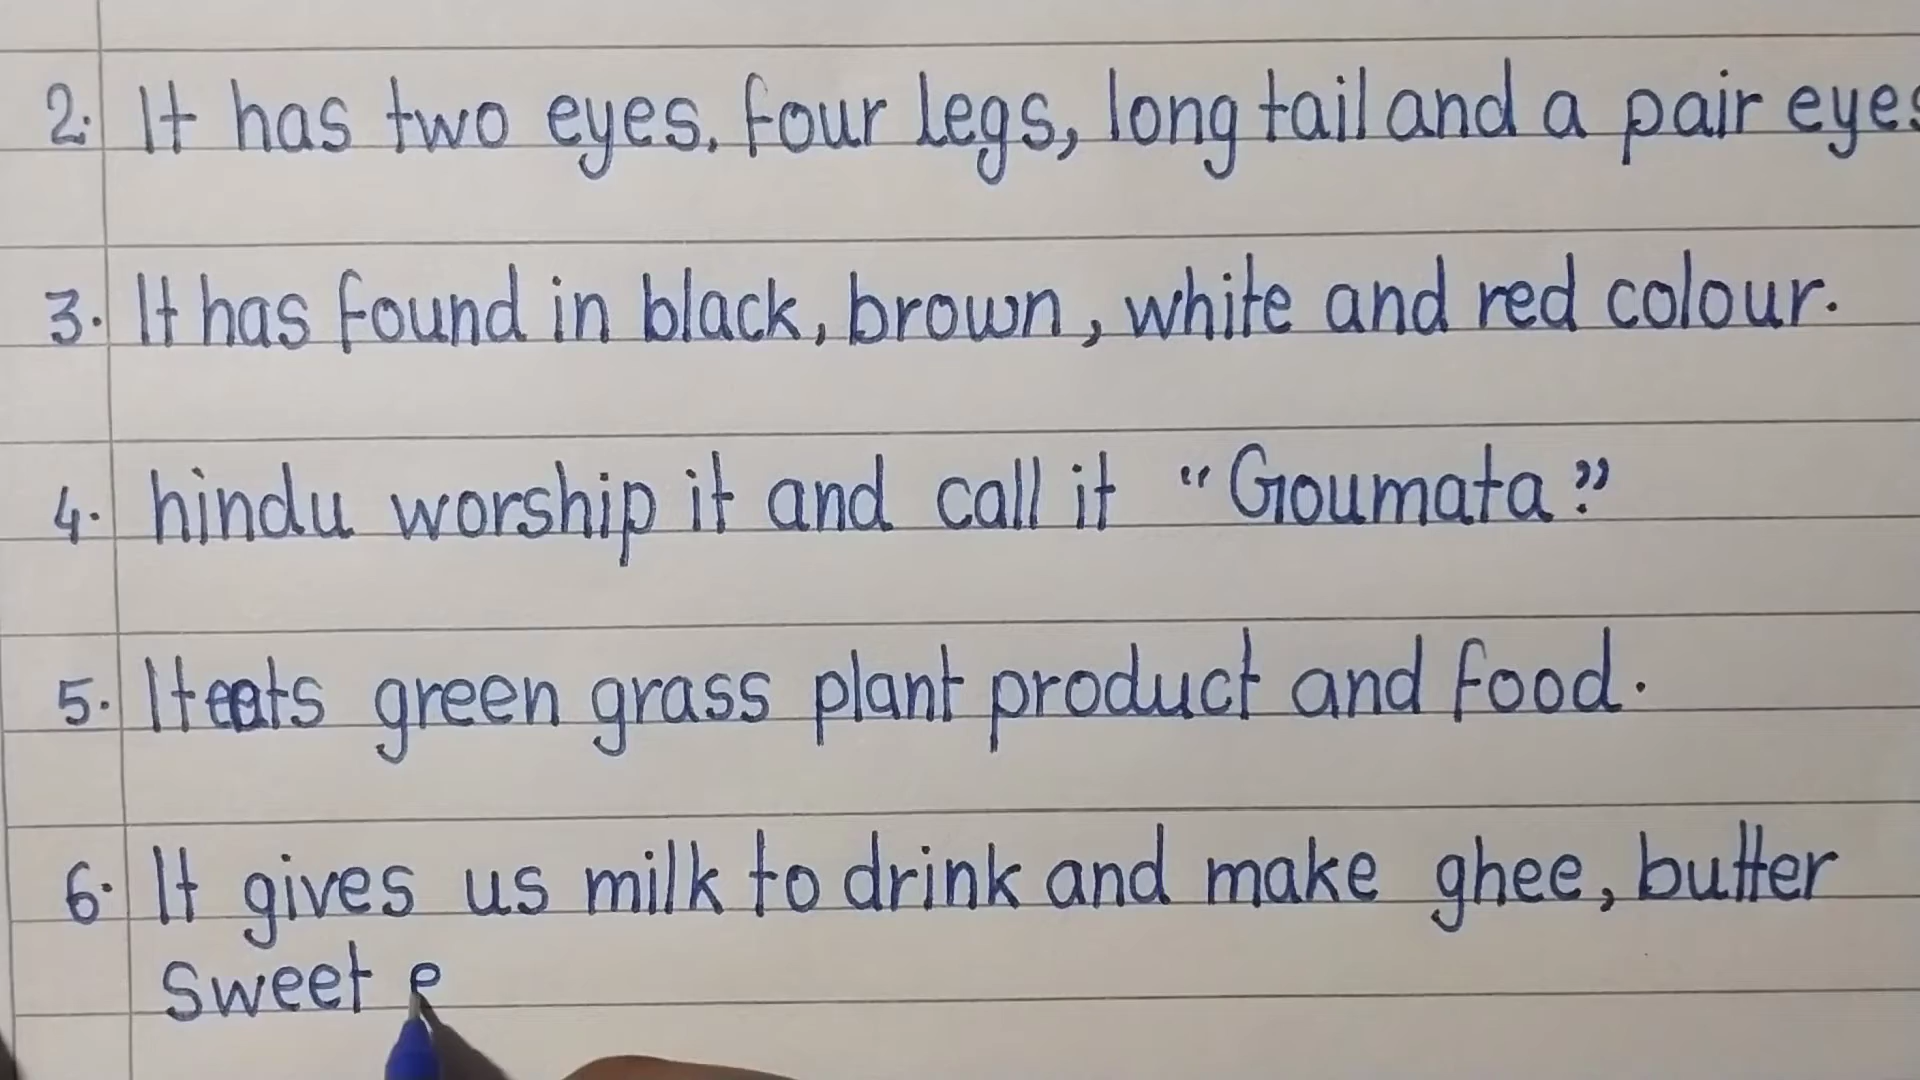 2. It has two eyes, four legs, long tail and a pair eyes
3. It has found in black, brown, white and red colour.
4. hindu worship it and call it "Goumata."
5. It eats green grass plant product and food.
6. It gives us milk to drink and make ghee, butter
sweet e